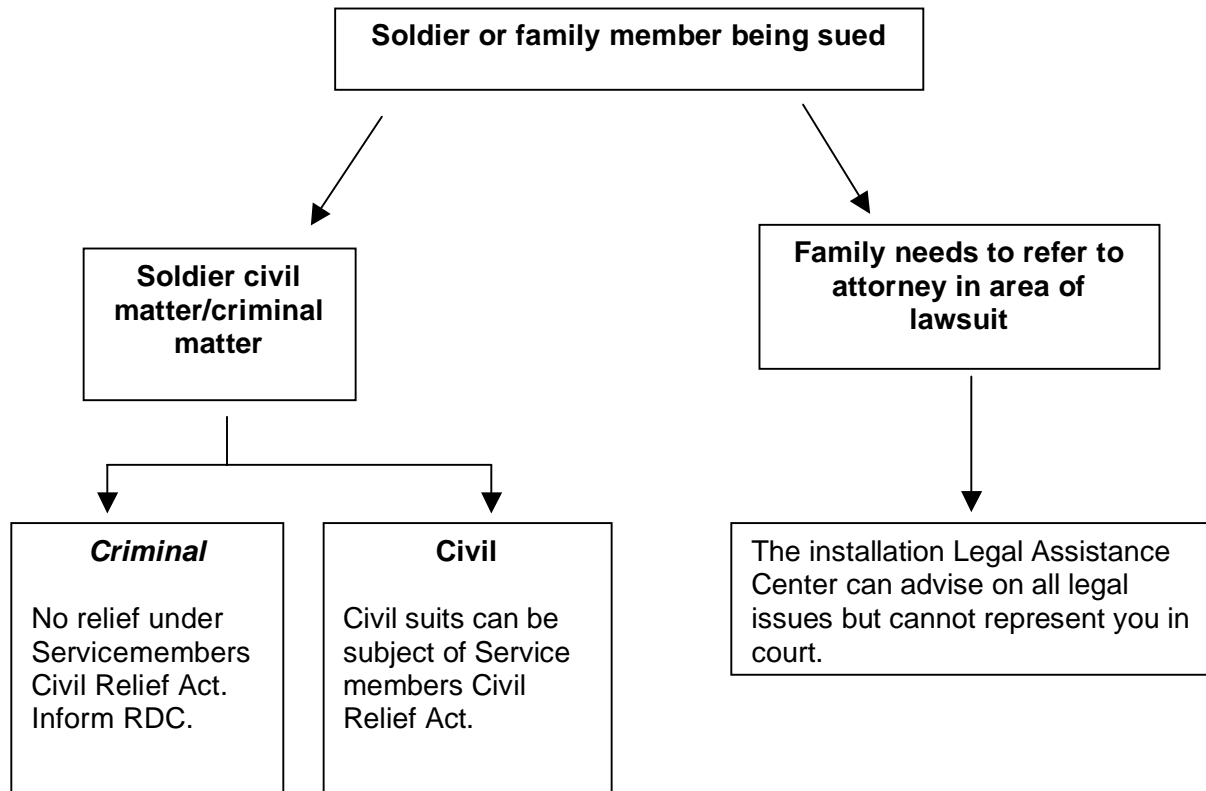 Soldier or family member being sued
Soldier civil
matter/criminal
matter
Family needs to refer to
attorney in area of
lawsuit
Criminal
No relief under
Servicemembers
Civil Relief Act.
Inform RDC.
Civil
Civil suits can be
subject of Service
members Civil
Relief Act.
The installation Legal Assistance
Center can advise on all legal
issues but cannot represent you in
court.